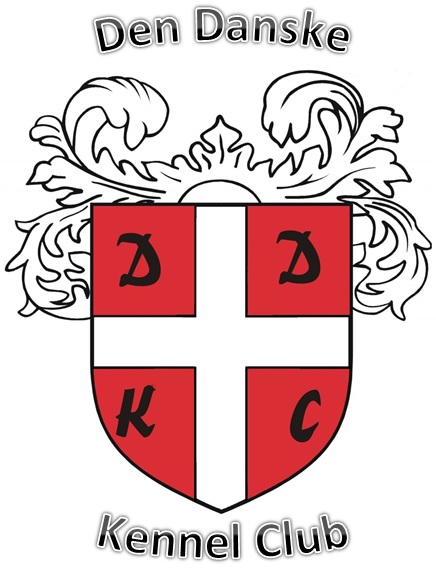 Den Danske
D D
K C
Kennel Club